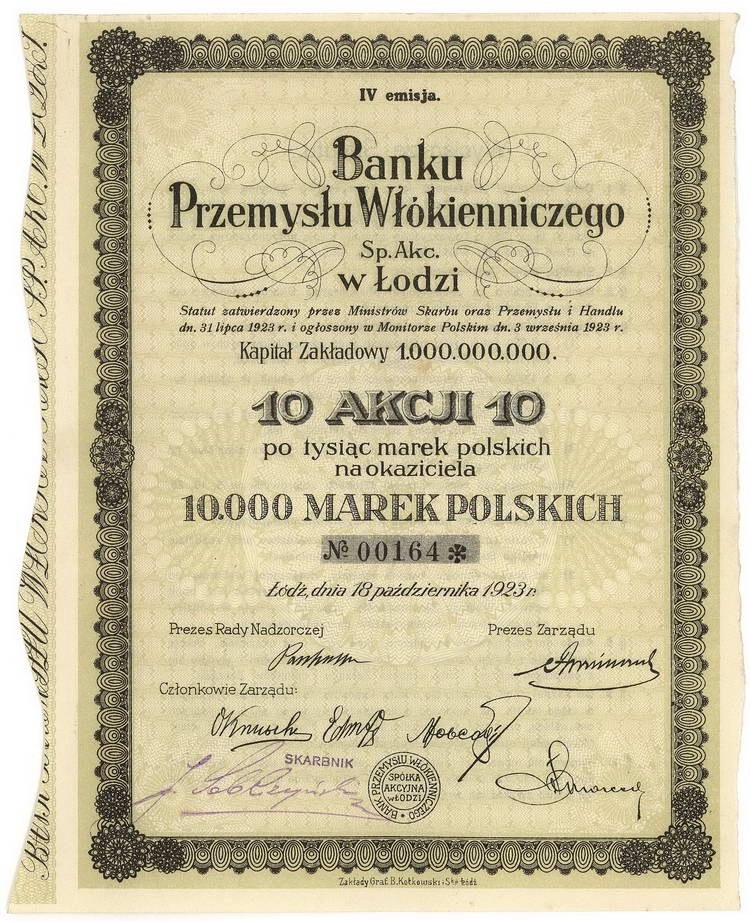 IV emisja.
Banku
Przemysłu Włókienniczego
Sp. Akc.
w Łodzi
Statut zatwierdzony przez Ministrów Skarbu oraz Przemysłu i Handlu
dn. 31 lipca 1923 r. i ogłoszony w Monitorze Polskim dn. 3 września 1923 r.
Kapitał Zakładowy 1.000.000.000.
10 AKCJI 10
po tysiąc marek polskich
na okaziciela
10.000 MAREK POLSKICH
№ 00164 ✻
Łódź, dnia 18 października 1923 r.
Prezes Rady Nadzorczej
Prezes Zarządu
Członkowie Zarządu:
SKARBNIK
BANK PRZEMYSŁU WŁÓKIENNICZEGO
SPÓŁKA
AKCYJNA
w ŁODZI
Zakłady Graf. B. Kotkowski i S-ka Łódź